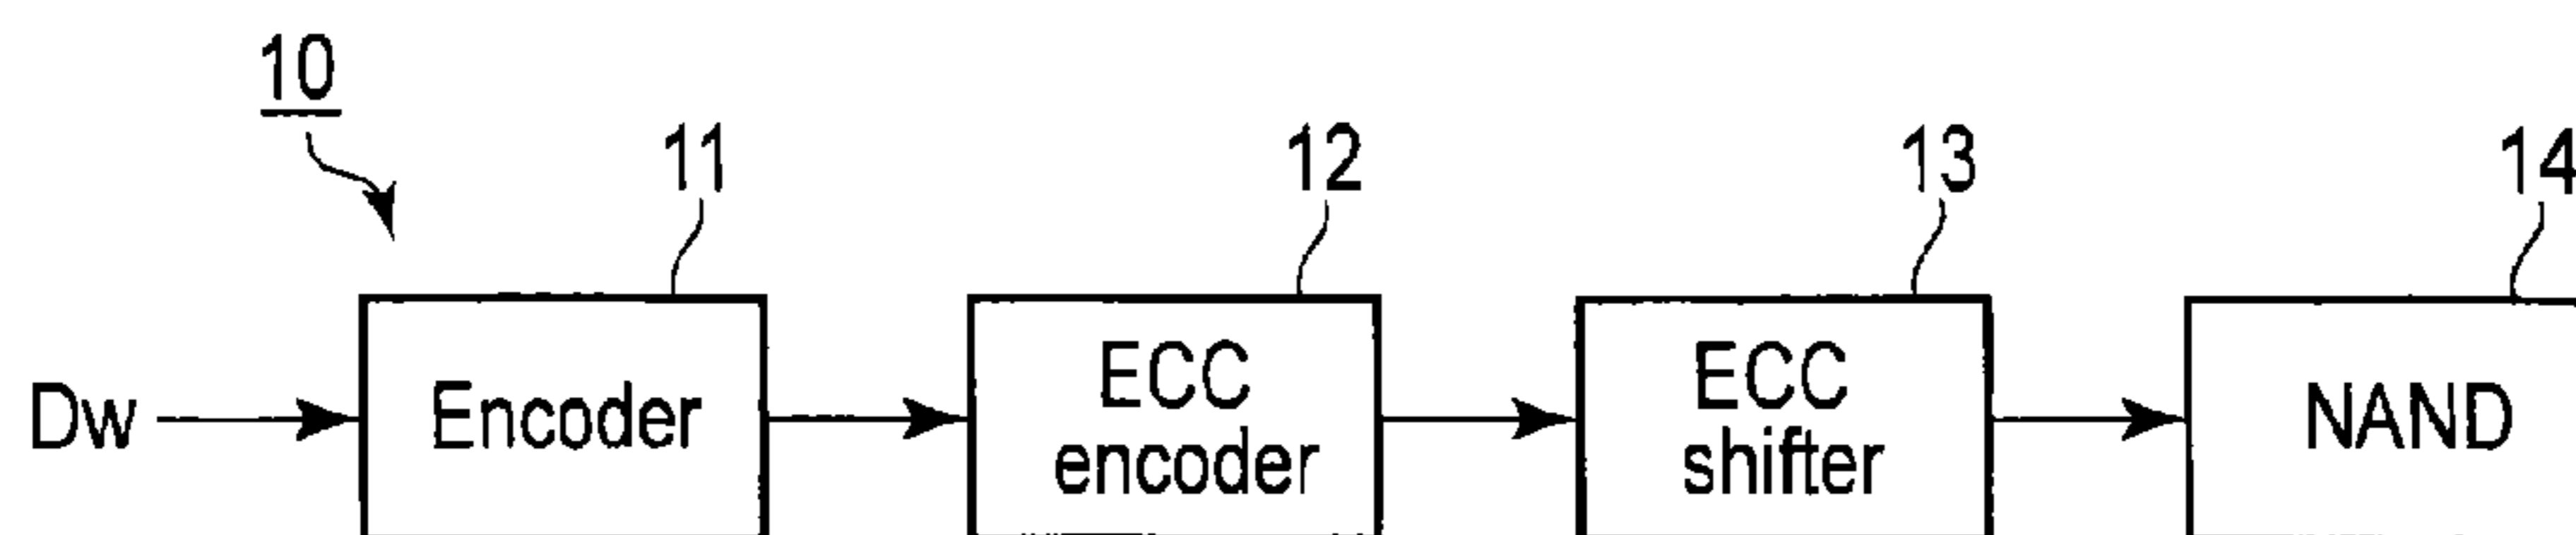 10
11
12
13
14
Dw
Encoder
ECC
encoder
ECC
shifter
NAND